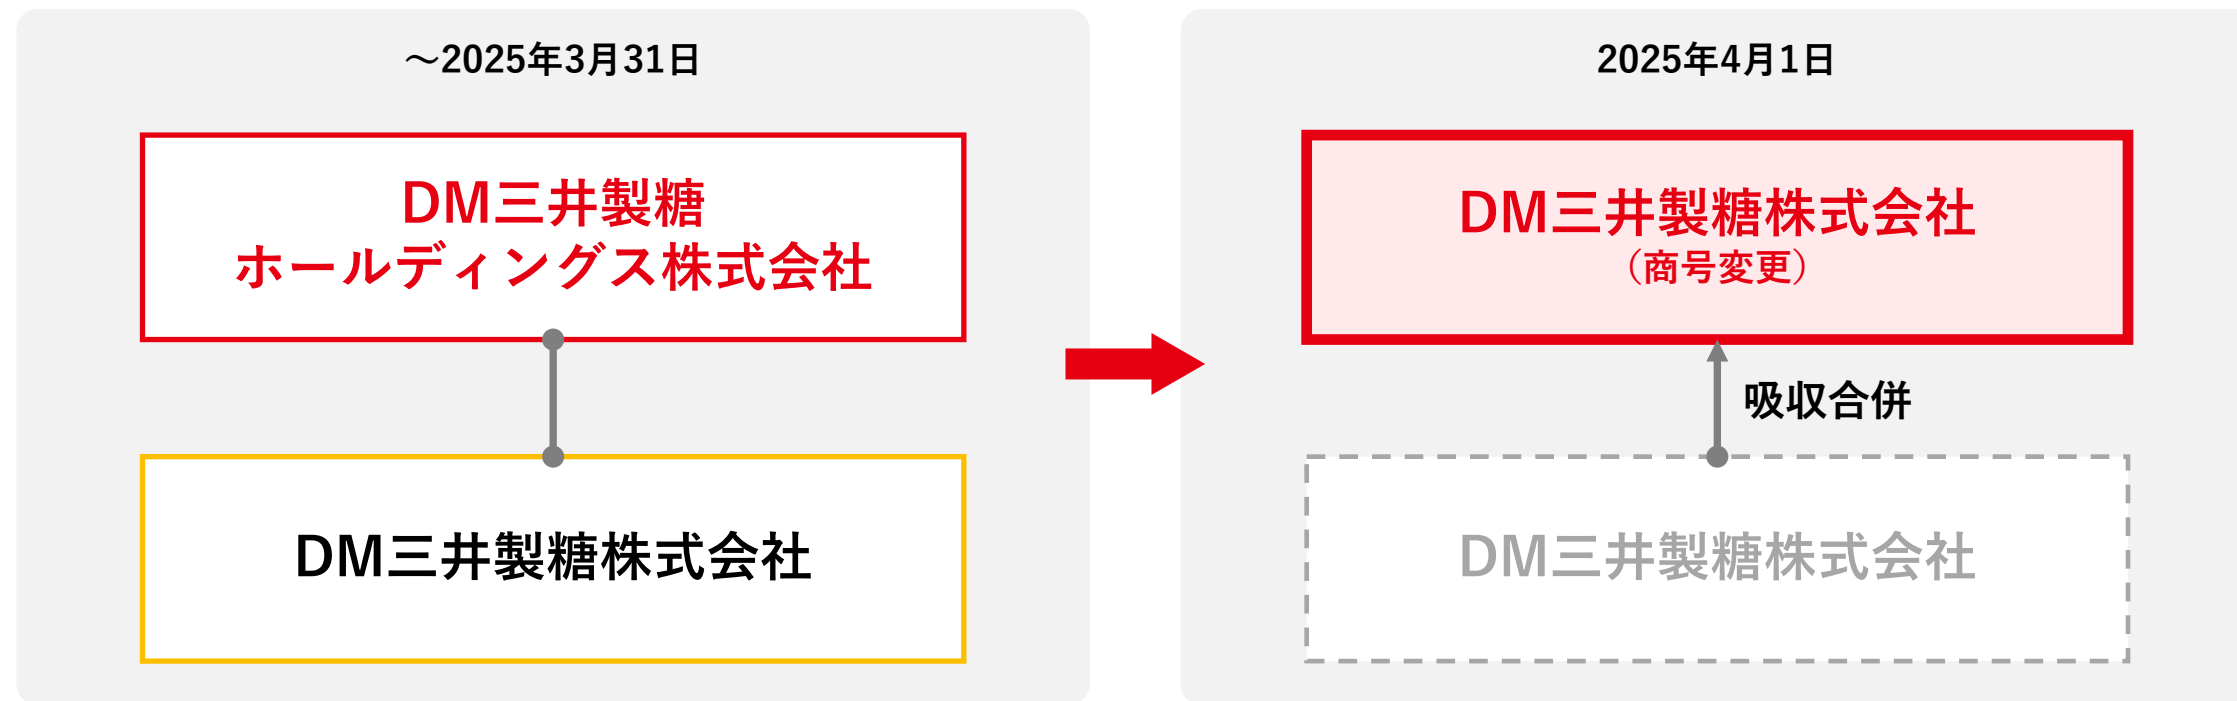 ～2025年3月31日
DM三井製糖
ホールディングス株式会社
DM三井製糖株式会社
2025年4月1日
DM三井製糖株式会社
（商号変更）
吸収合併
DM三井製糖株式会社